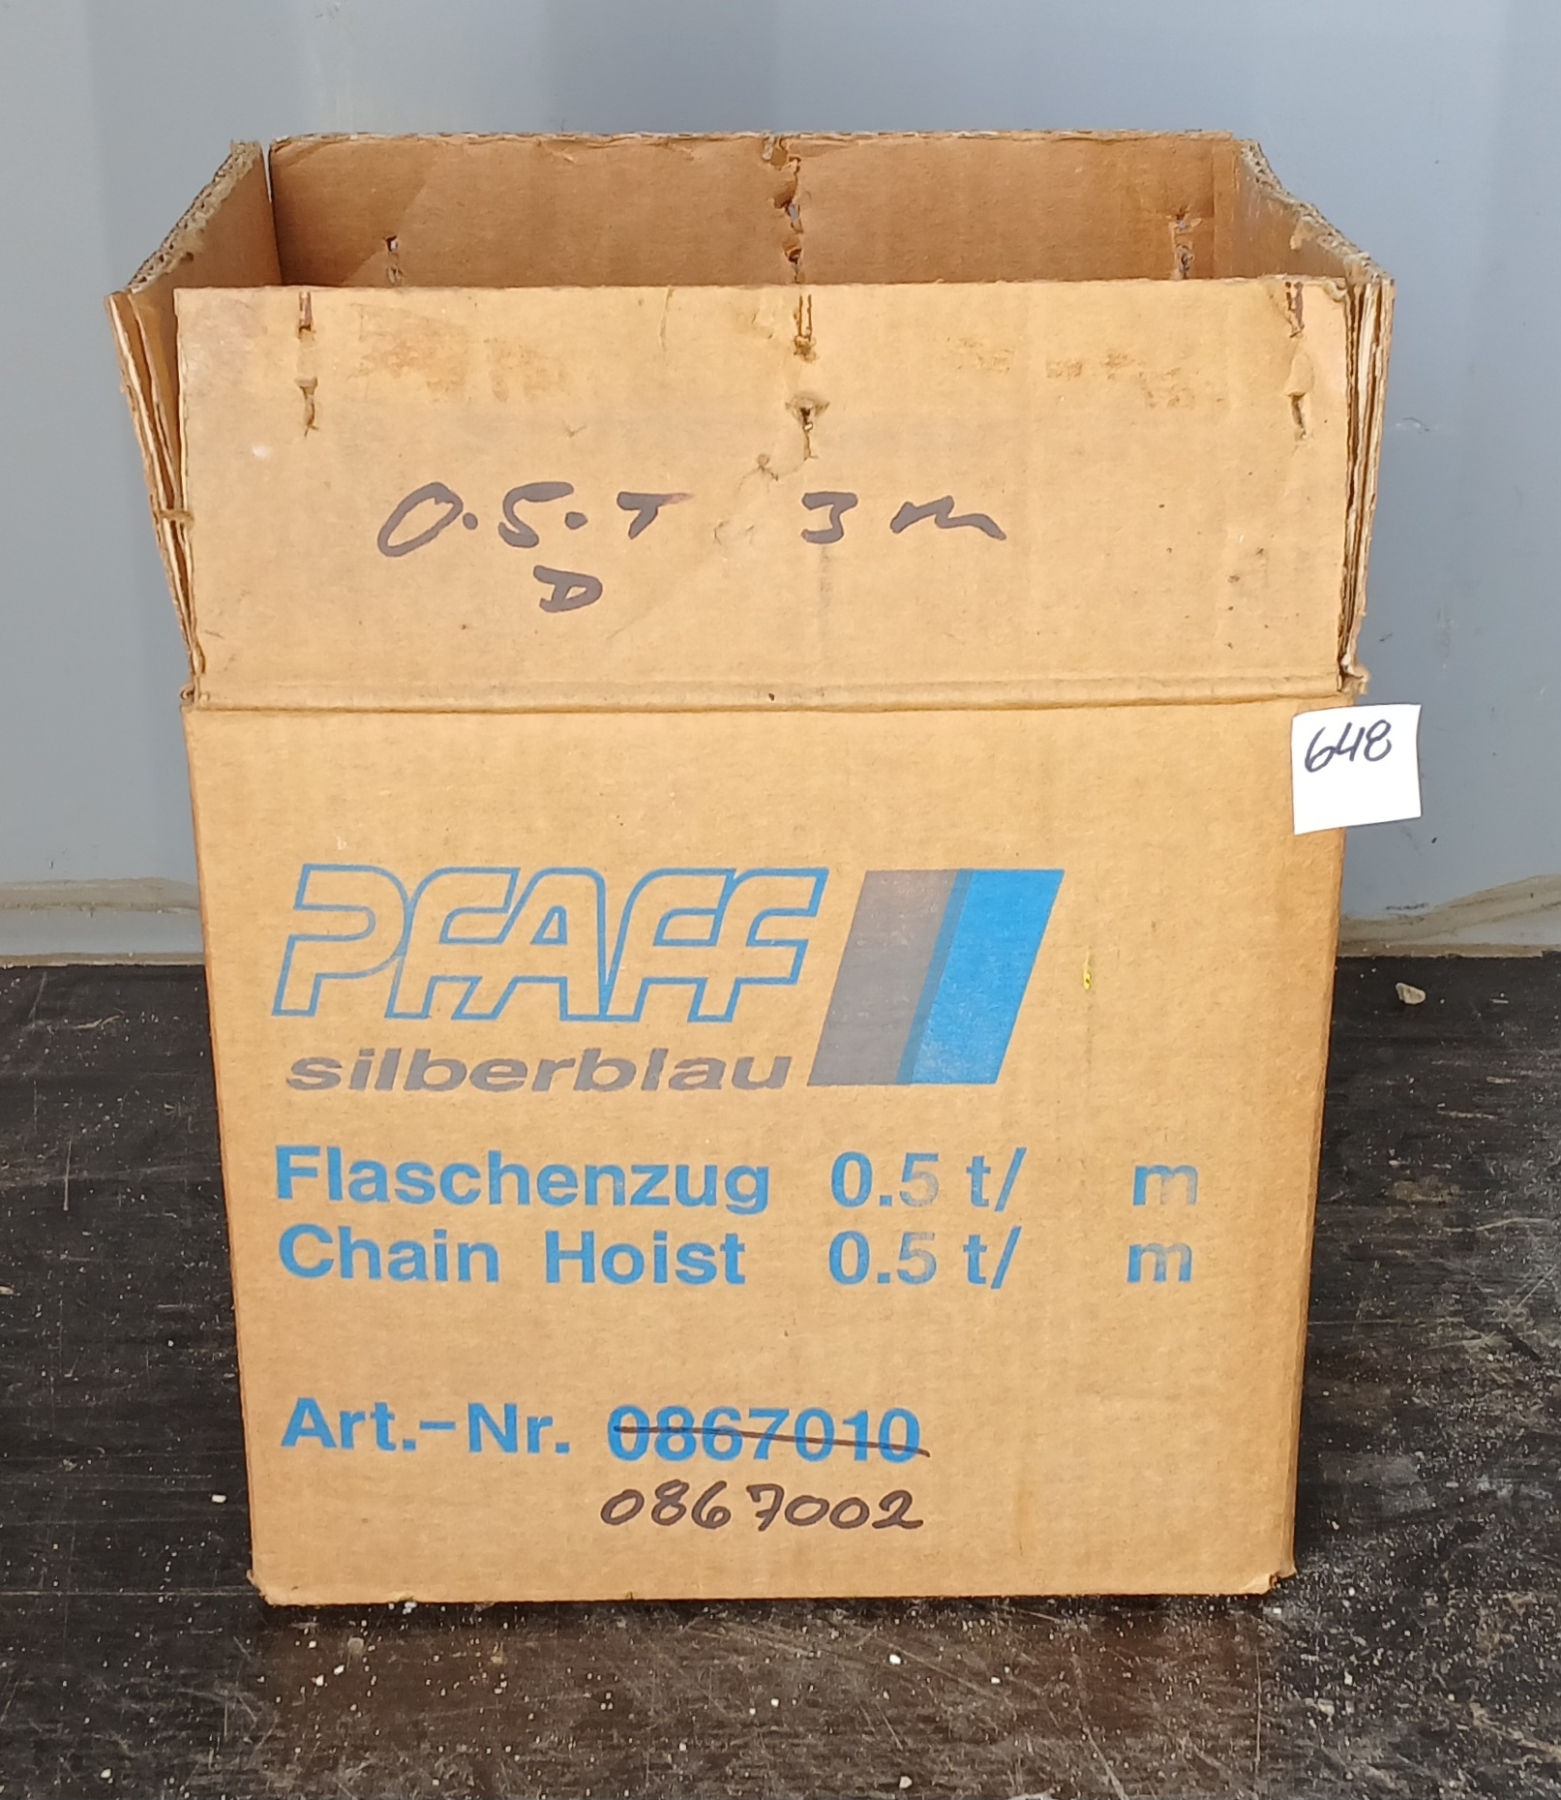 0.5.T 3 m
D
648
PFAFF
silberblau
Flaschenzug 0.5 t/ m
Chain Hoist 0.5 t/ m
Art.-Nr. 0867010
0867002